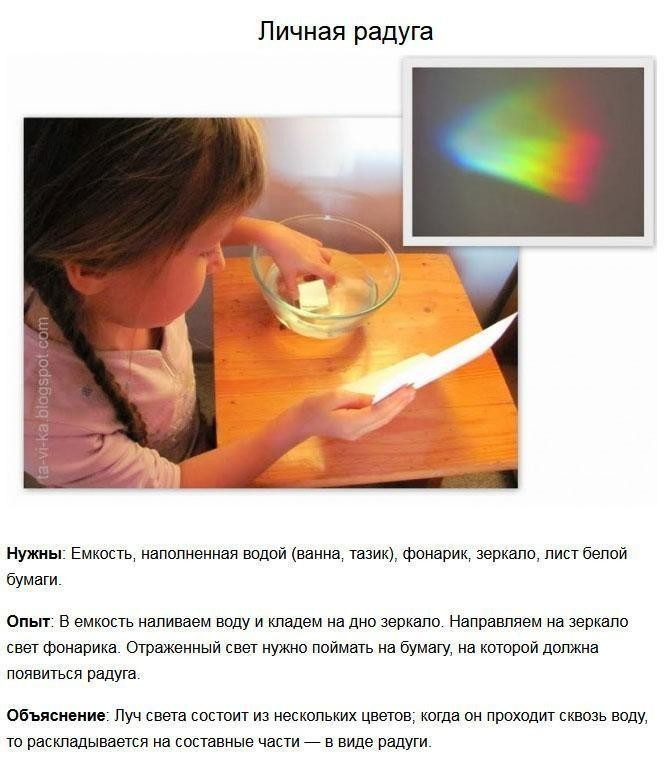 Личная радуга
ta-vi-ka.blogspot.com
Нужны: Емкость, наполненная водой (ванна, тазик), фонарик, зеркало, лист белой
бумаги.
Опыт: В емкость наливаем воду и кладем на дно зеркало. Направляем на зеркало
свет фонарика. Отраженный свет нужно поймать на бумагу, на которой должна
появиться радуга.
Объяснение: Луч света состоит из нескольких цветов; когда он проходит сквозь воду,
то раскладывается на составные части — в виде радуги.